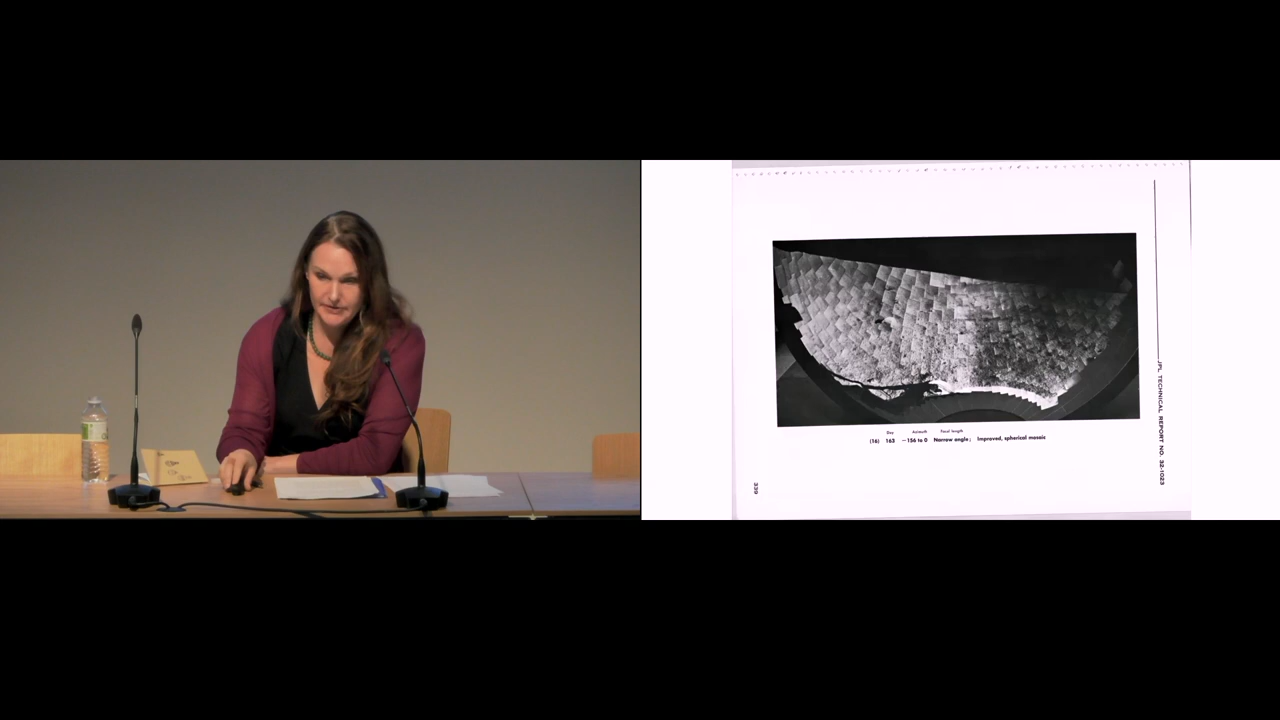 Day Azimuth Focal length
(16) 163 —156 to 0 Narrow angle; Improved, spherical mosaic
JPL TECHNICAL REPORT NO. 32-1023
339